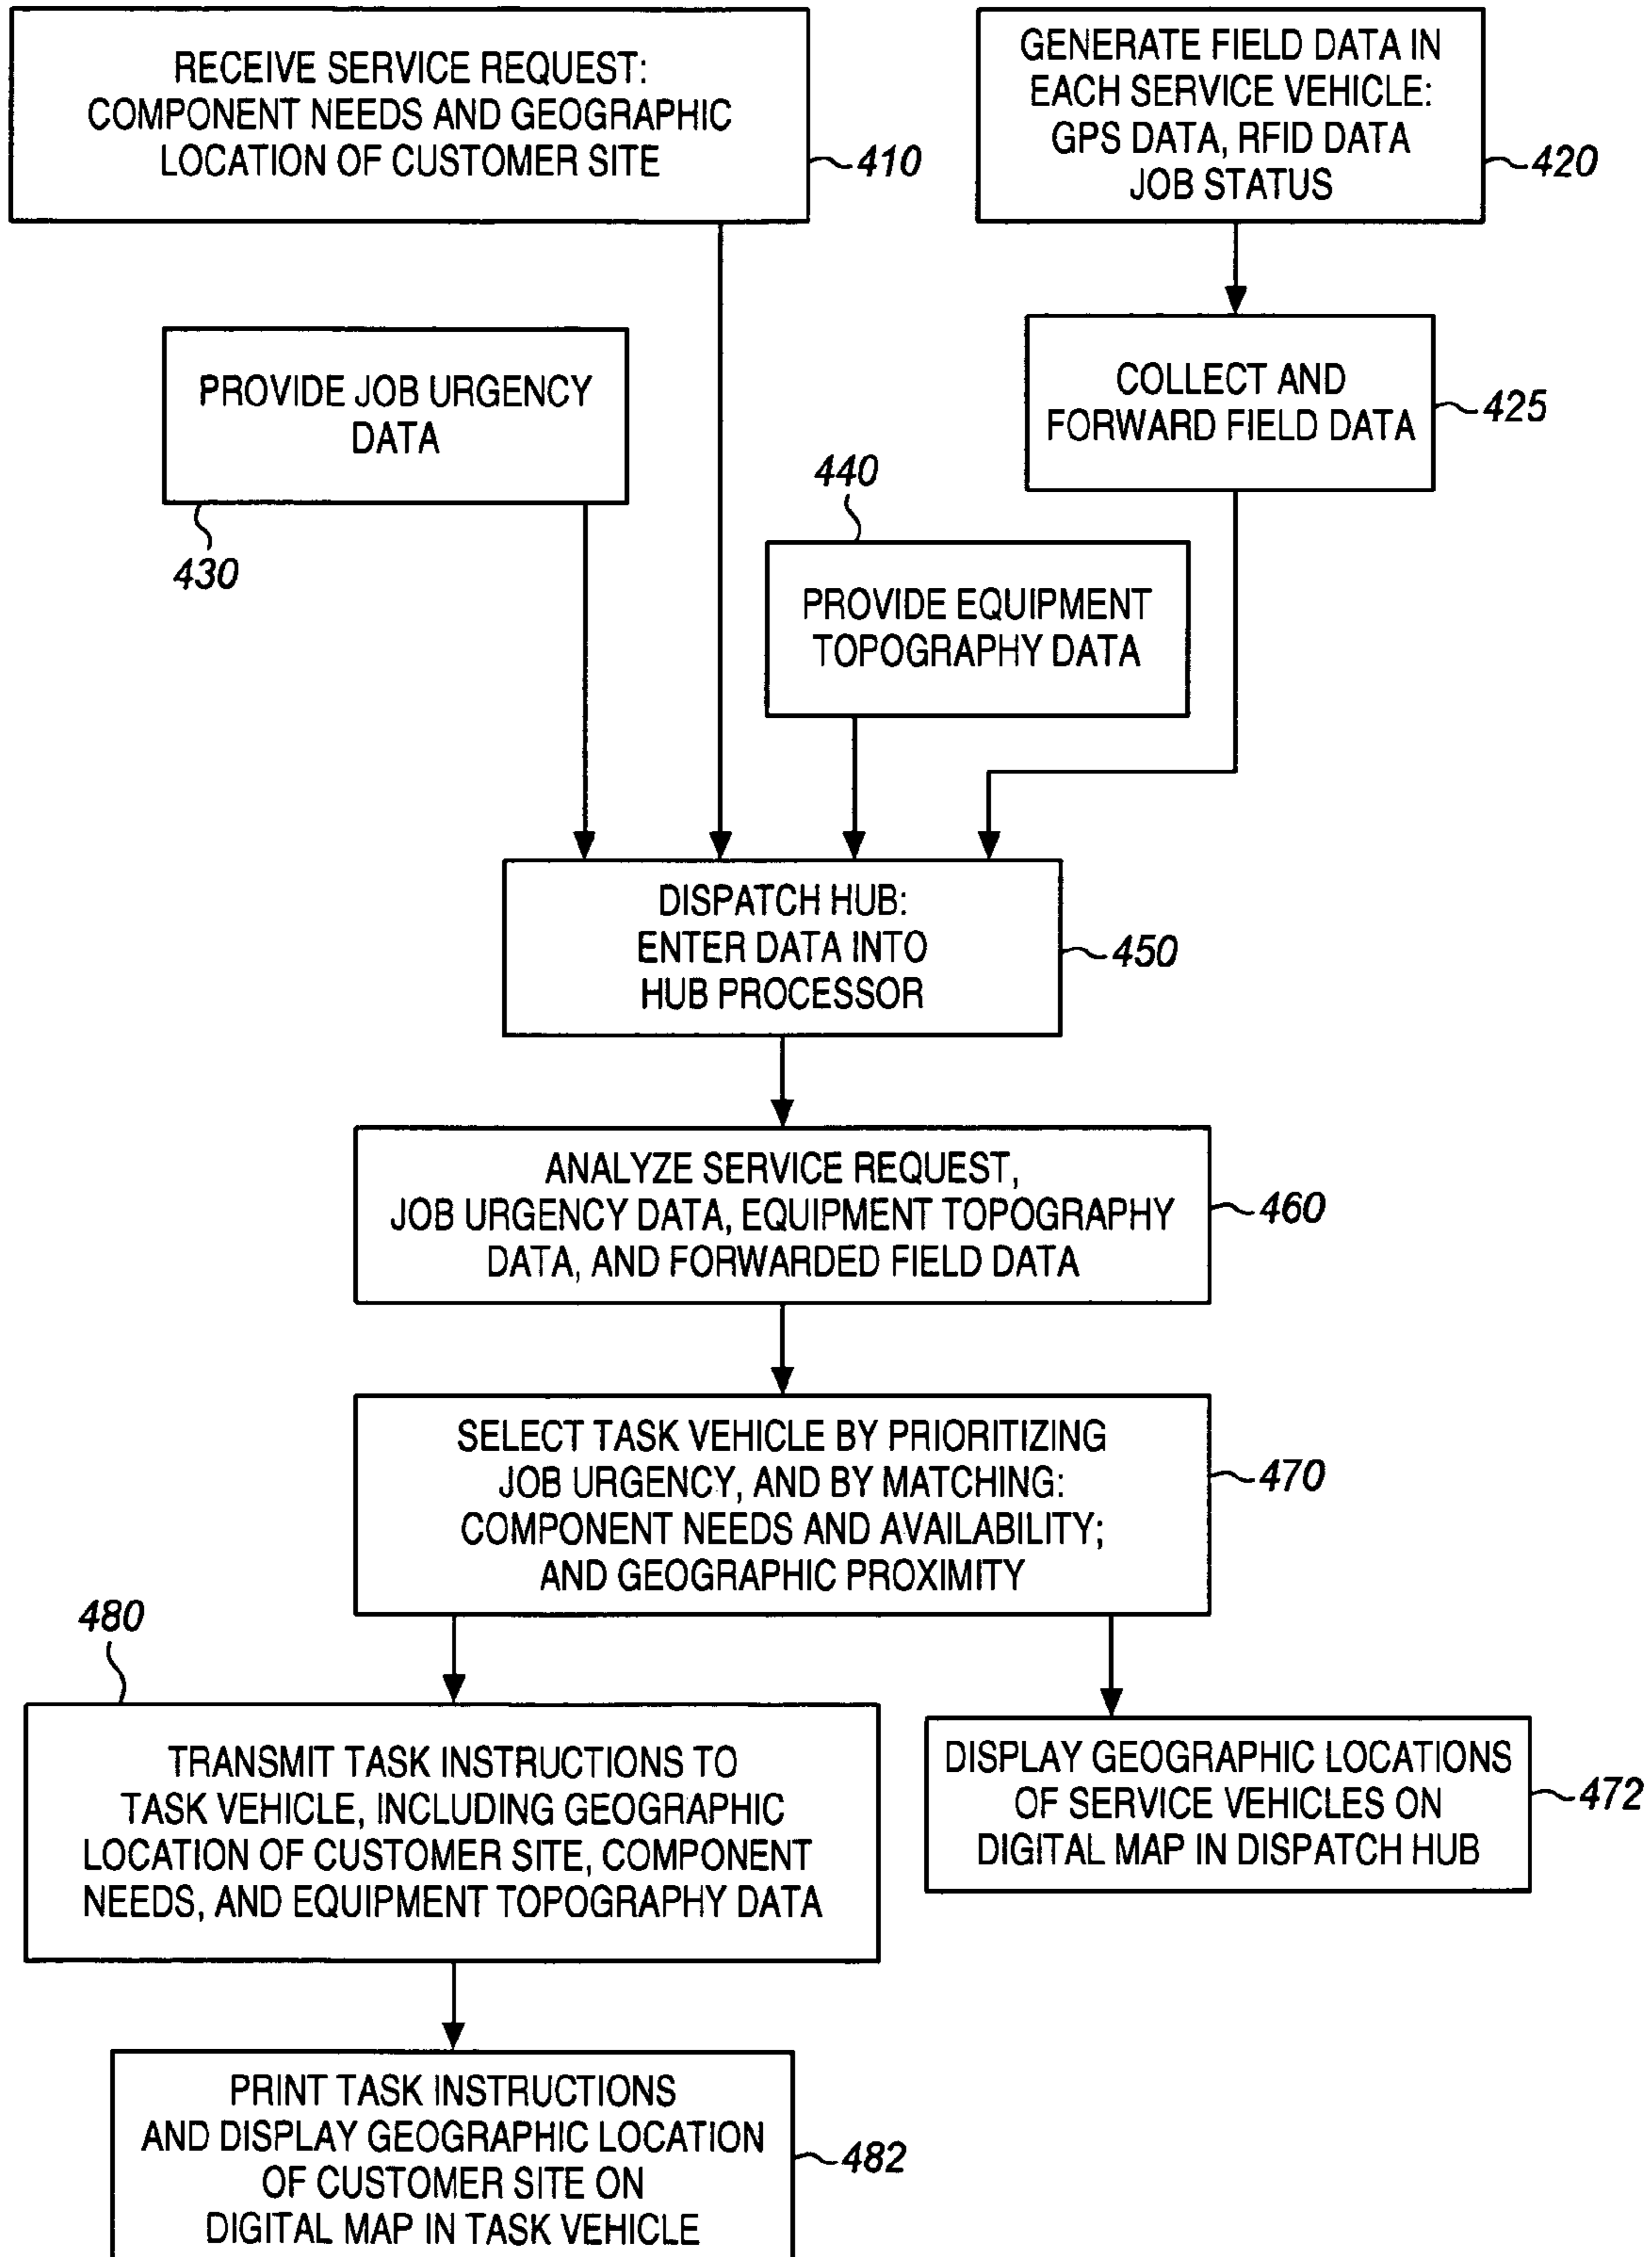 RECEIVE SERVICE REQUEST:
COMPONENT NEEDS AND GEOGRAPHIC
LOCATION OF CUSTOMER SITE
410
GENERATE FIELD DATA IN
EACH SERVICE VEHICLE:
GPS DATA, RFID DATA
JOB STATUS
420
PROVIDE JOB URGENCY
DATA
430
COLLECT AND
FORWARD FIELD DATA
425
440
PROVIDE EQUIPMENT
TOPOGRAPHY DATA
DISPATCH HUB:
ENTER DATA INTO
HUB PROCESSOR
450
ANALYZE SERVICE REQUEST,
JOB URGENCY DATA, EQUIPMENT TOPOGRAPHY
DATA, AND FORWARDED FIELD DATA
460
SELECT TASK VEHICLE BY PRIORITIZING
JOB URGENCY, AND BY MATCHING:
COMPONENT NEEDS AND AVAILABILITY;
AND GEOGRAPHIC PROXIMITY
470
480
TRANSMIT TASK INSTRUCTIONS TO
TASK VEHICLE, INCLUDING GEOGRAPHIC
LOCATION OF CUSTOMER SITE, COMPONENT
NEEDS, AND EQUIPMENT TOPOGRAPHY DATA
DISPLAY GEOGRAPHIC LOCATIONS
OF SERVICE VEHICLES ON
DIGITAL MAP IN DISPATCH HUB
472
PRINT TASK INSTRUCTIONS
AND DISPLAY GEOGRAPHIC LOCATION
OF CUSTOMER SITE ON
DIGITAL MAP IN TASK VEHICLE
482